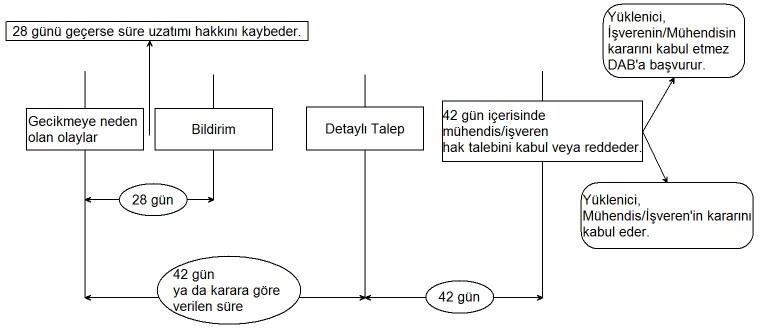 28 günü geçerse süre uzatımı hakkını kaybeder.
Yüklenici,
İşverenin/Mühendisin
kararını kabul etmez
DAB'a başvurur.
Gecikmeye neden
olan olaylar
Bildirim
Detaylı Talep
42 gün içerisinde
mühendis/işveren
hak talebini kabul veya reddeder.
28 gün
Yüklenici,
Mühendis/İşveren'in kararını
kabul eder.
42 gün
ya da karara göre
verilen süre
42 gün